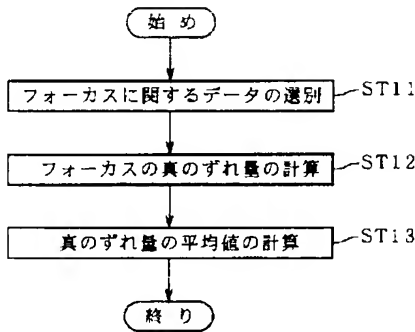 始め
フォーカスに関するデータの選別 ST11
フォーカスの真のずれ量の計算 ST12
真のずれ量の平均値の計算 ST13
終り